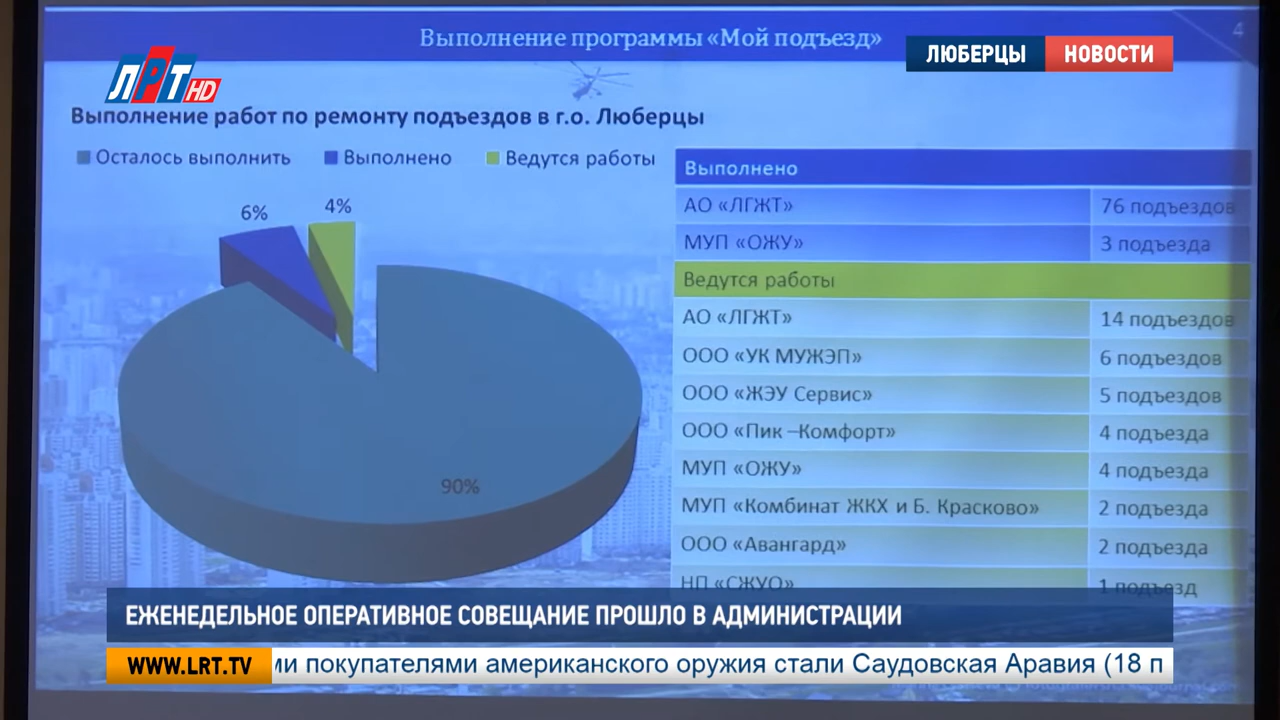 Выполнение программы «Мой подъезд»
4
ЛЮБЕРЦЫ НОВОСТИ
ЛРТ HD
Выполнение работ по ремонту подъездов в г.о. Люберцы
Осталось выполнить Выполнено Ведутся работы
6%
4%
90%
Выполнено
АО «ЛГЖТ» 76 подъездов
МУП «ОЖУ» 3 подъезда
Ведутся работы
АО «ЛГЖТ» 14 подъездов
ООО «УК МУЖЭП» 6 подъездов
ООО «ЖЭУ Сервис» 5 подъездов
ООО «Пик –Комфорт» 4 подъезда
МУП «ОЖУ» 4 подъезда
МУП «Комбинат ЖКХ и Б. Красково» 2 подъезда
ООО «Авангард» 2 подъезда
НП «СЖУО» 1 подъезд
ЕЖЕНЕДЕЛЬНОЕ ОПЕРАТИВНОЕ СОВЕЩАНИЕ ПРОШЛО В АДМИНИСТРАЦИИ
WWW.LRT.TV ми покупателями американского оружия стали Саудовская Аравия (18 п